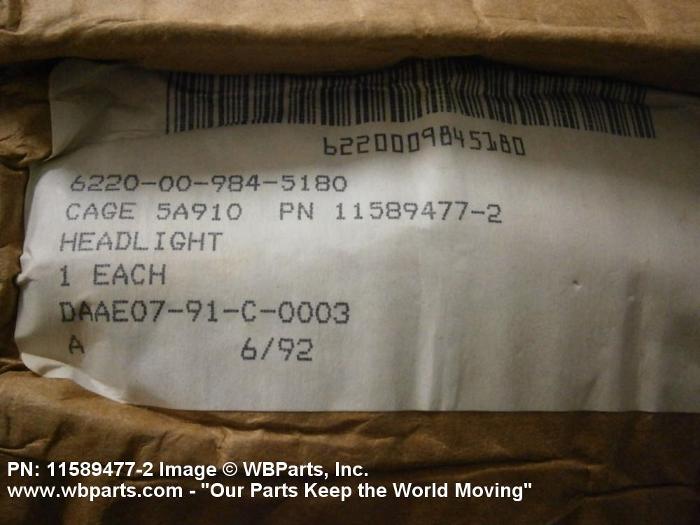 6220009845180
6220-00-984-5180
CAGE 5A910 PN 11589477-2
HEADLIGHT
1 EACH
DAAE07-91-C-0003
A 6/92
PN: 11589477-2 Image © WBParts, Inc.
www.wbparts.com - "Our Parts Keep the World Moving"